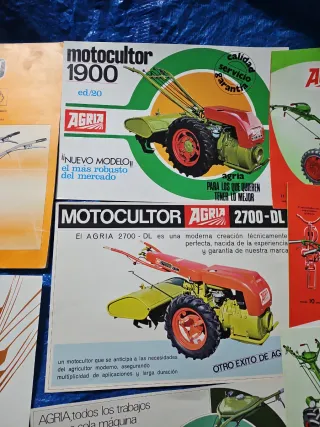 motocultor
1900
ed/20
AGRIA
calidad
servicio
garantía
¡¡NUEVO MODELO!!
el más robusto
del mercado
agria
PARA LOS QUE QUIEREN
TENER LO MEJOR
MOTOCULTOR AGRIA 2700-DL
El AGRIA 2700-DL es una moderna creación técnicamente
perfecta, nacida de la experiencia
y garantía de nuestra marca
un motocultor que se anticipa a las necesidades
del agricultor moderno, asegurando
multiplicidad de aplicaciones y larga duración.
OTRO EXITO DE AG
AGRIA, todos los trabajos
sola máquina